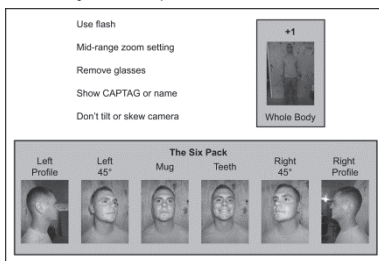 Use flash
Mid-range zoom setting
Remove glasses
Show CAPTAG or name
Don't tilt or skew camera
+1
Whole Body
The Six Pack
Left Profile
Left 45°
Mug
Teeth
Right 45°
Right Profile